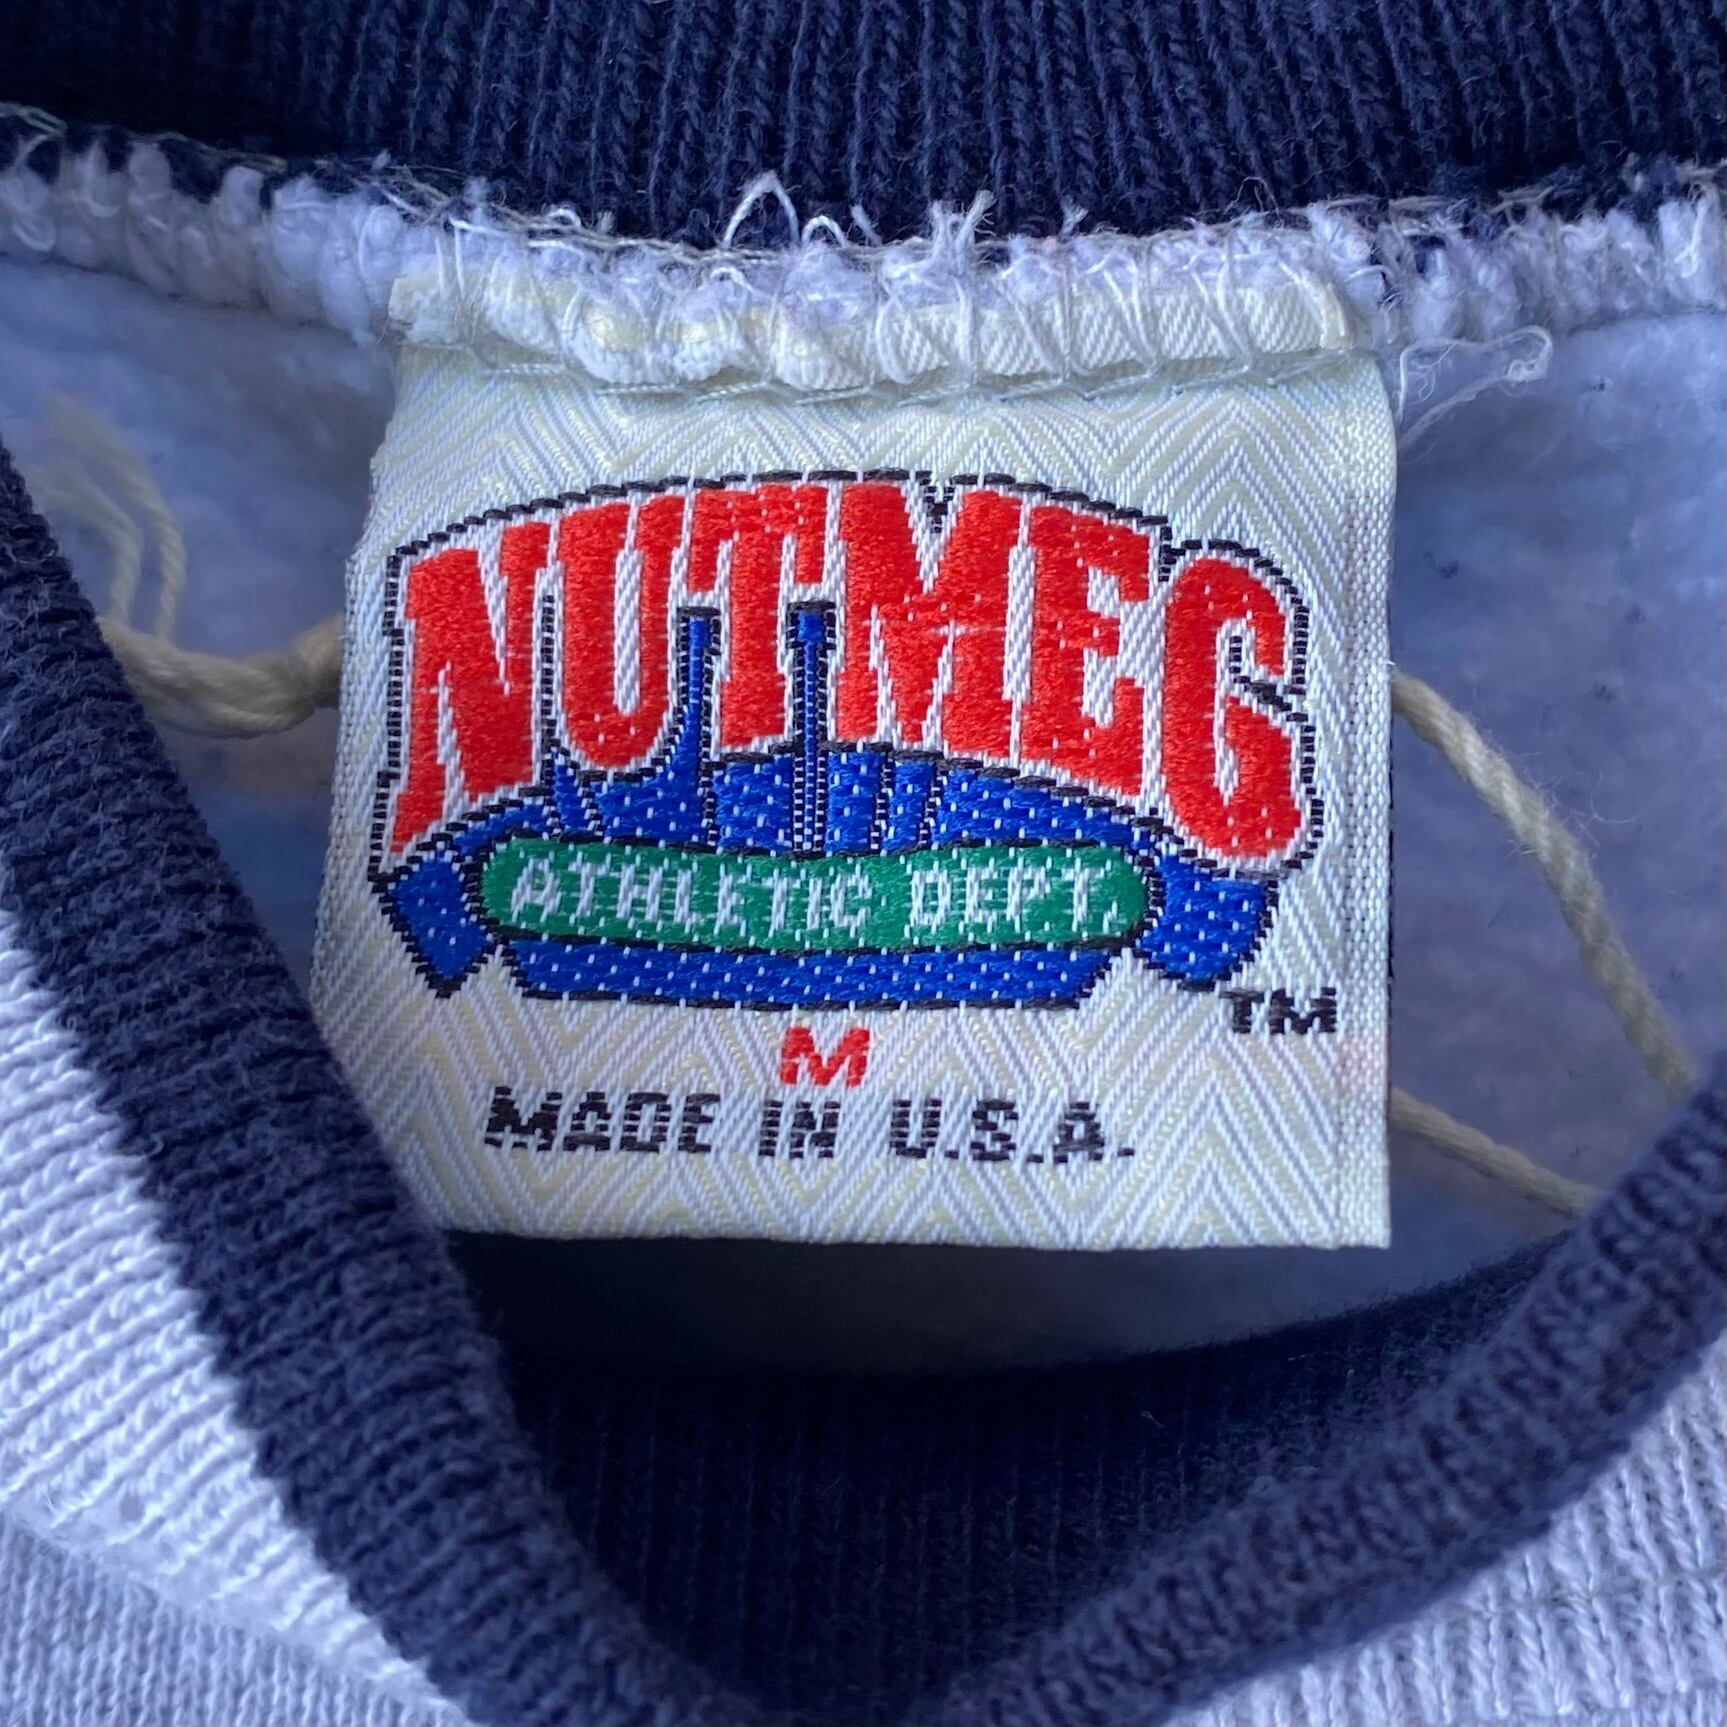 NUTMEG
ATHLETIC DEPT.
TM
M
MADE IN U.S.A.